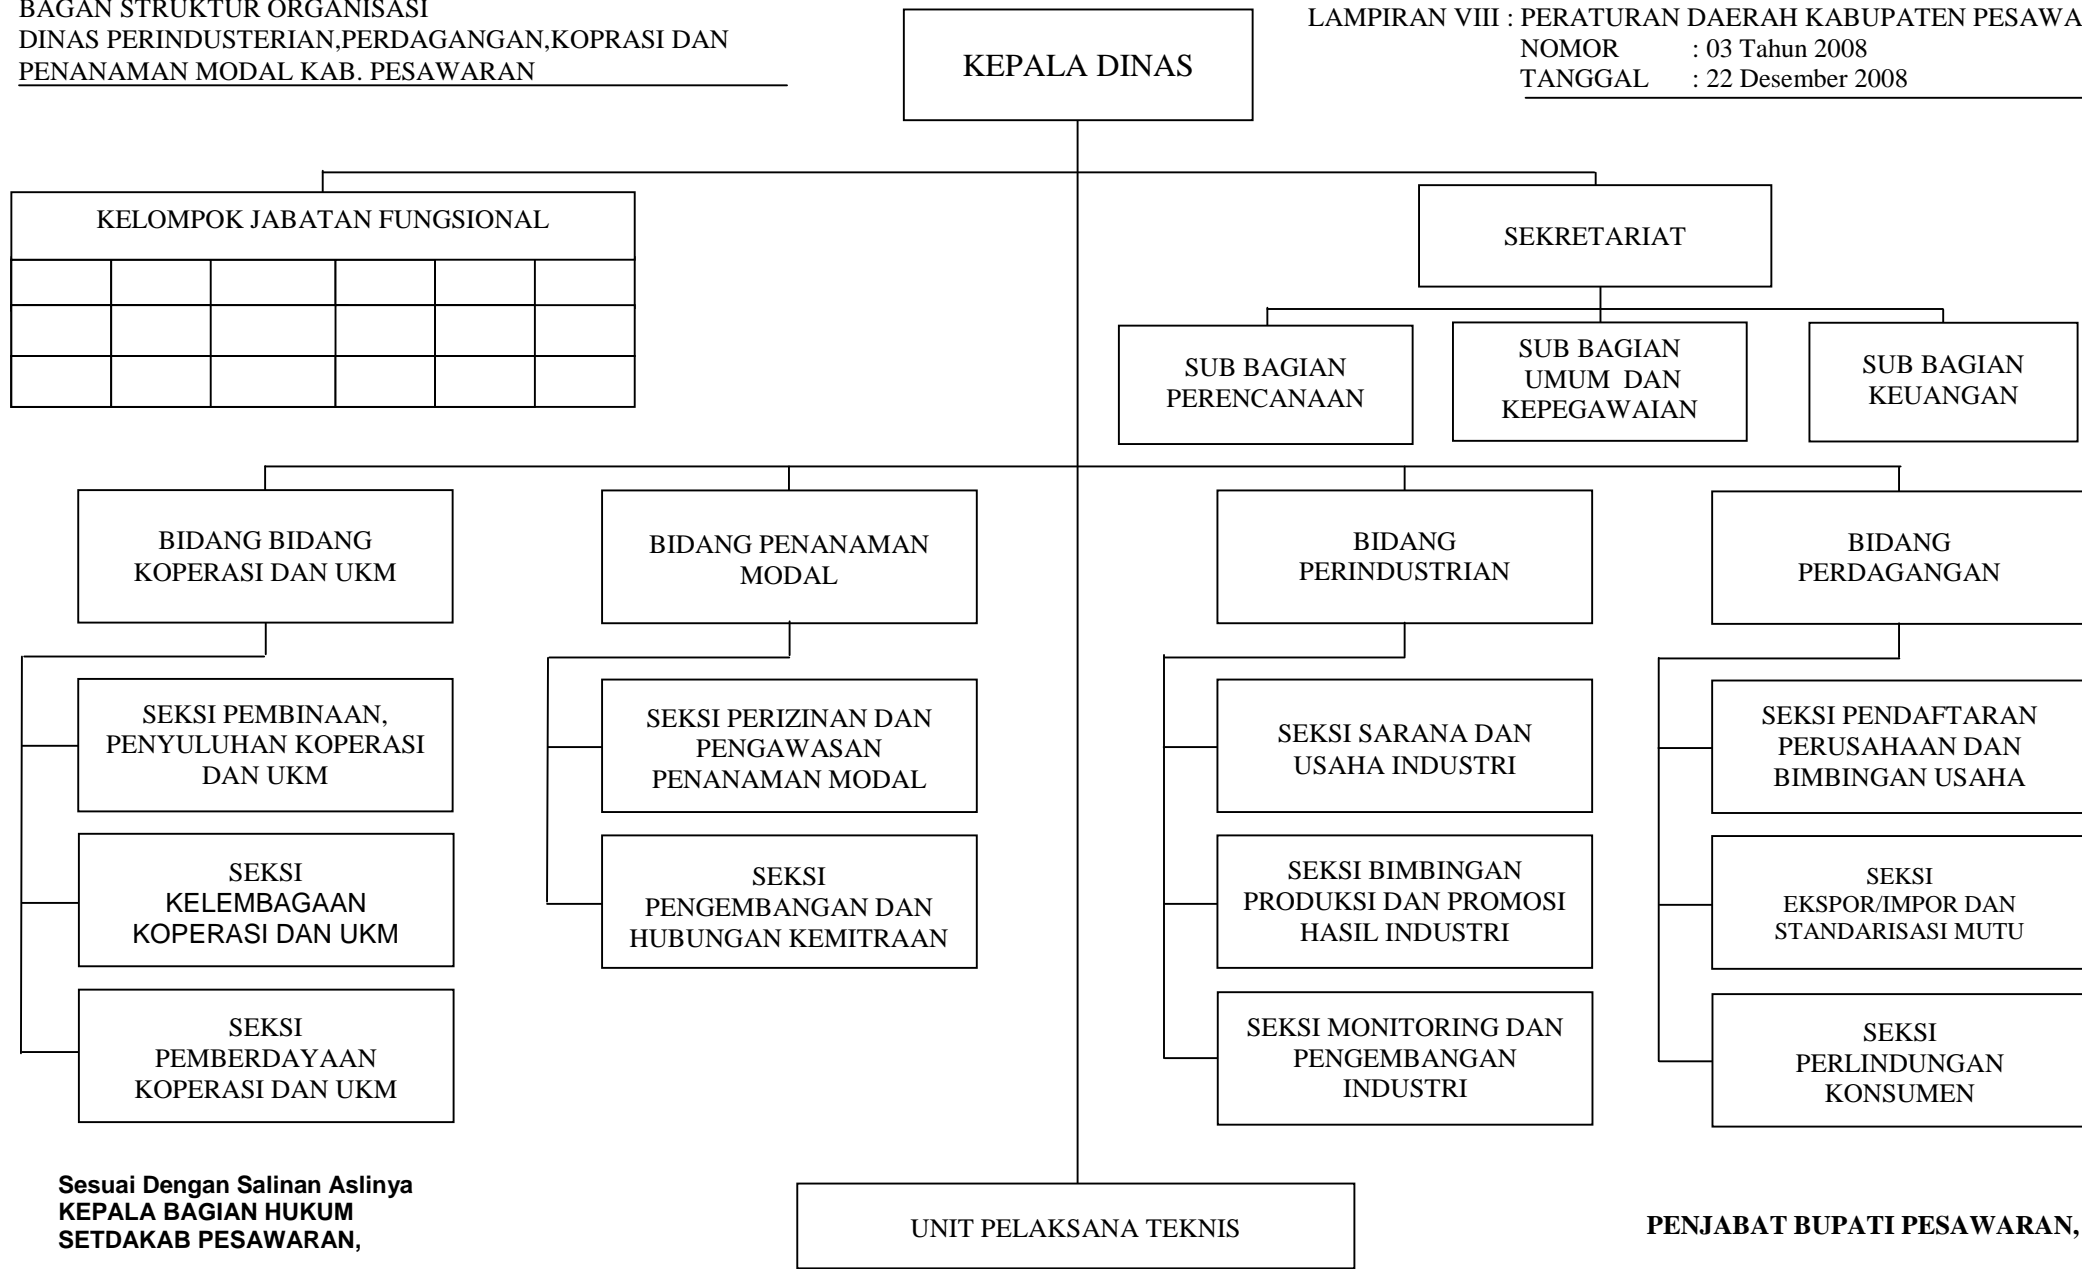 BAGAN STRUKTUR ORGANISASI
DINAS PERINDUSTERIAN,PERDAGANGAN,KOPRASI DAN
PENANAMAN MODAL KAB. PESAWARAN
KEPALA DINAS
LAMPIRAN VIII : PERATURAN DAERAH KABUPATEN PESAWA
NOMOR : 03 Tahun 2008
TANGGAL : 22 Desember 2008
KELOMPOK JABATAN FUNGSIONAL
SEKRETARIAT
SUB BAGIAN
PERENCANAAN
SUB BAGIAN
UMUM DAN
KEPEGAWAIAN
SUB BAGIAN
KEUANGAN
BIDANG BIDANG
KOPERASI DAN UKM
BIDANG PENANAMAN
MODAL
BIDANG
PERINDUSTRIAN
BIDANG
PERDAGANGAN
SEKSI PEMBINAAN,
PENYULUHAN KOPERASI
DAN UKM
SEKSI PERIZINAN DAN
PENGAWASAN
PENANAMAN MODAL
SEKSI SARANA DAN
USAHA INDUSTRI
SEKSI PENDAFTARAN
PERUSAHAAN DAN
BIMBINGAN USAHA
SEKSI
KELEMBAGAAN
KOPERASI DAN UKM
SEKSI
PENGEMBANGAN DAN
HUBUNGAN KEMITRAAN
SEKSI BIMBINGAN
PRODUKSI DAN PROMOSI
HASIL INDUSTRI
SEKSI
EKSPOR/IMPOR DAN
STANDARISASI MUTU
SEKSI
PEMBERDAYAAN
KOPERASI DAN UKM
SEKSI MONITORING DAN
PENGEMBANGAN
INDUSTRI
SEKSI
PERLINDUNGAN
KONSUMEN
Sesuai Dengan Salinan Aslinya
KEPALA BAGIAN HUKUM
SETDAKAB PESAWARAN,
UNIT PELAKSANA TEKNIS
PENJABAT BUPATI PESAWARAN,